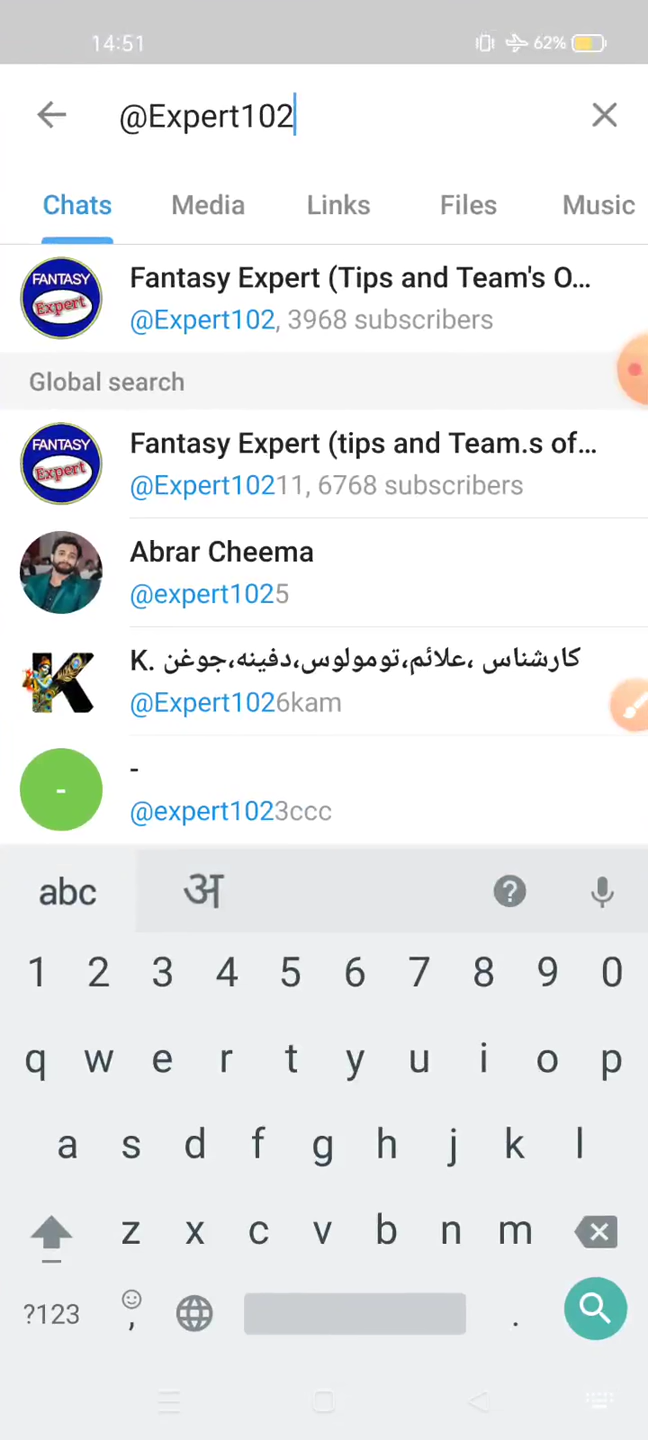 14:51
62%
@Expert102
Chats Media Links Files Music
FANTASY
Expert
Fantasy Expert (Tips and Team's O...
@Expert102, 3968 subscribers
Global search
FANTASY
Expert
Fantasy Expert (tips and Team.s of...
@Expert10211, 6768 subscribers
Abrar Cheema
@expert1025
K
K. کارشناس ،علائم،تومولوس،دفینه،جوغن
@Expert1026kam
-
-
@expert1023ccc
abc अ ?
1 2 3 4 5 6 7 8 9 0
q w e r t y u i o p
a s d f g h j k l
z x c v b n m
?123 , .